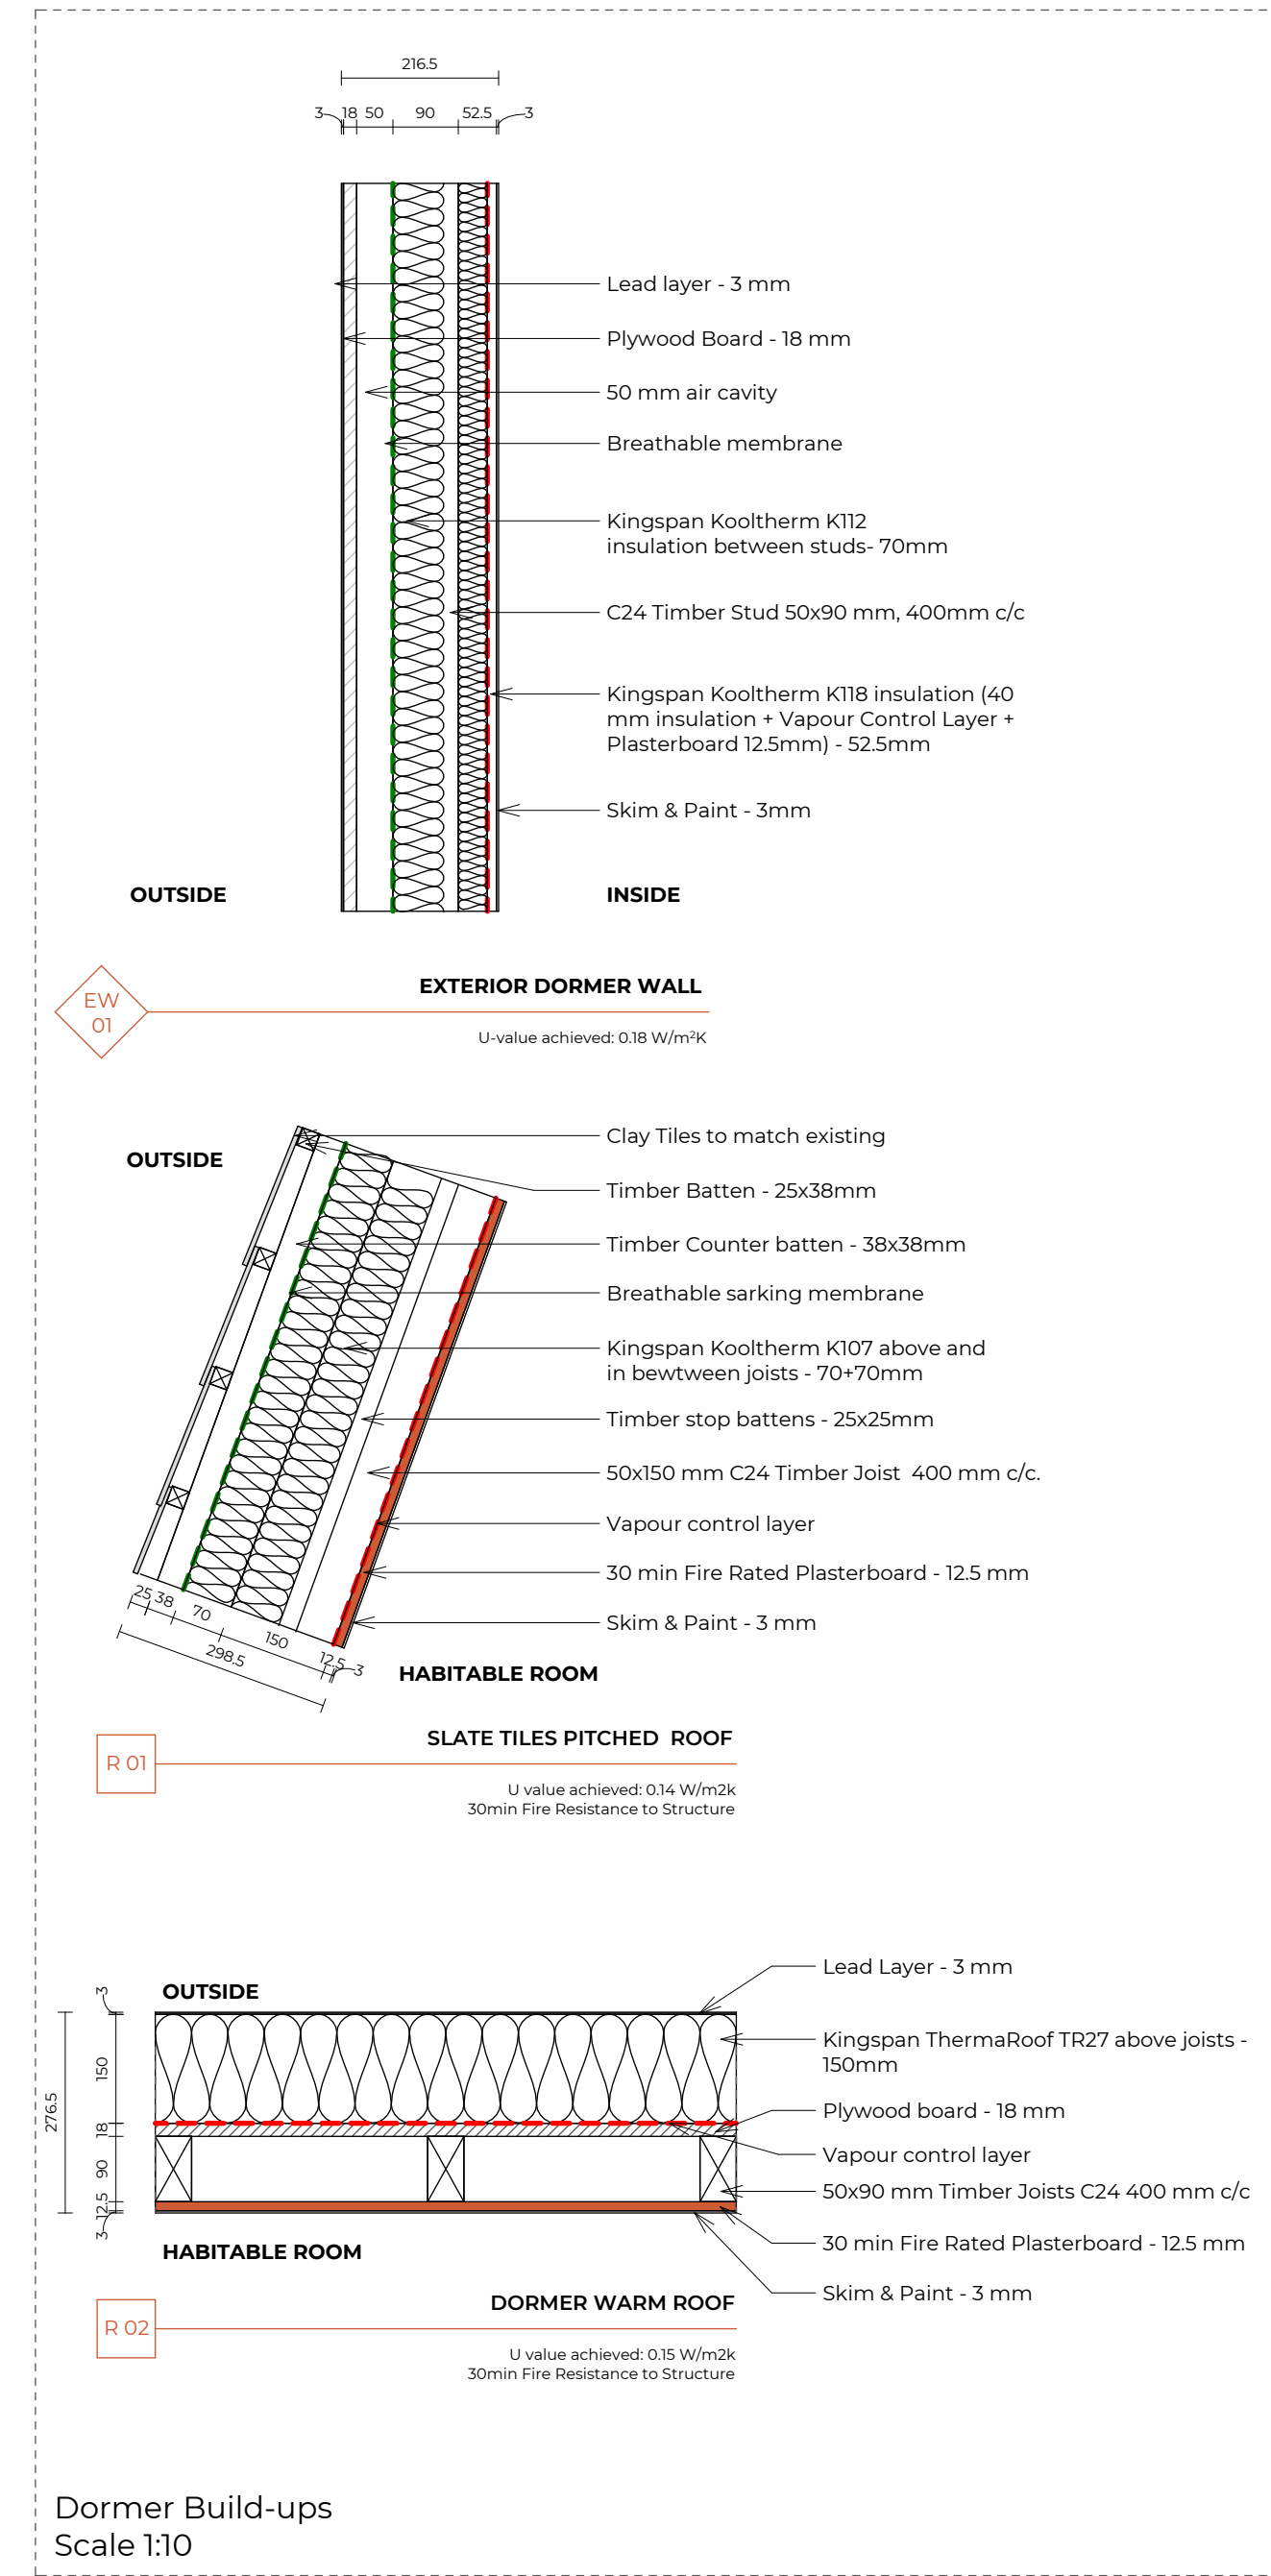 216.5
3 18 50 90 52.5 3
Lead layer - 3 mm
Plywood Board - 18 mm
50 mm air cavity
Breathable membrane
Kingspan Kooltherm K112
insulation between studs- 70mm
C24 Timber Stud 50x90 mm, 400mm c/c
Kingspan Kooltherm K118 insulation (40
mm insulation + Vapour Control Layer +
Plasterboard 12.5mm) - 52.5mm
Skim & Paint - 3mm
OUTSIDE
INSIDE
EW
01
EXTERIOR DORMER WALL
U-value achieved: 0.18 W/m²K
OUTSIDE
Clay Tiles to match existing
Timber Batten - 25x38mm
Timber Counter batten - 38x38mm
Breathable sarking membrane
Kingspan Kooltherm K107 above and
in bewtween joists - 70+70mm
Timber stop battens - 25x25mm
50x150 mm C24 Timber Joist 400 mm c/c.
Vapour control layer
30 min Fire Rated Plasterboard - 12.5 mm
Skim & Paint - 3 mm
25 38 70 150 12.5 3
298.5
HABITABLE ROOM
R 01
SLATE TILES PITCHED ROOF
U value achieved: 0.14 W/m2k
30min Fire Resistance to Structure
OUTSIDE
3
150
18
90
12.5
3
276.5
Lead Layer - 3 mm
Kingspan ThermaRoof TR27 above joists -
150mm
Plywood board - 18 mm
Vapour control layer
50x90 mm Timber Joists C24 400 mm c/c
30 min Fire Rated Plasterboard - 12.5 mm
Skim & Paint - 3 mm
HABITABLE ROOM
R 02
DORMER WARM ROOF
U value achieved: 0.15 W/m2k
30min Fire Resistance to Structure
Dormer Build-ups
Scale 1:10